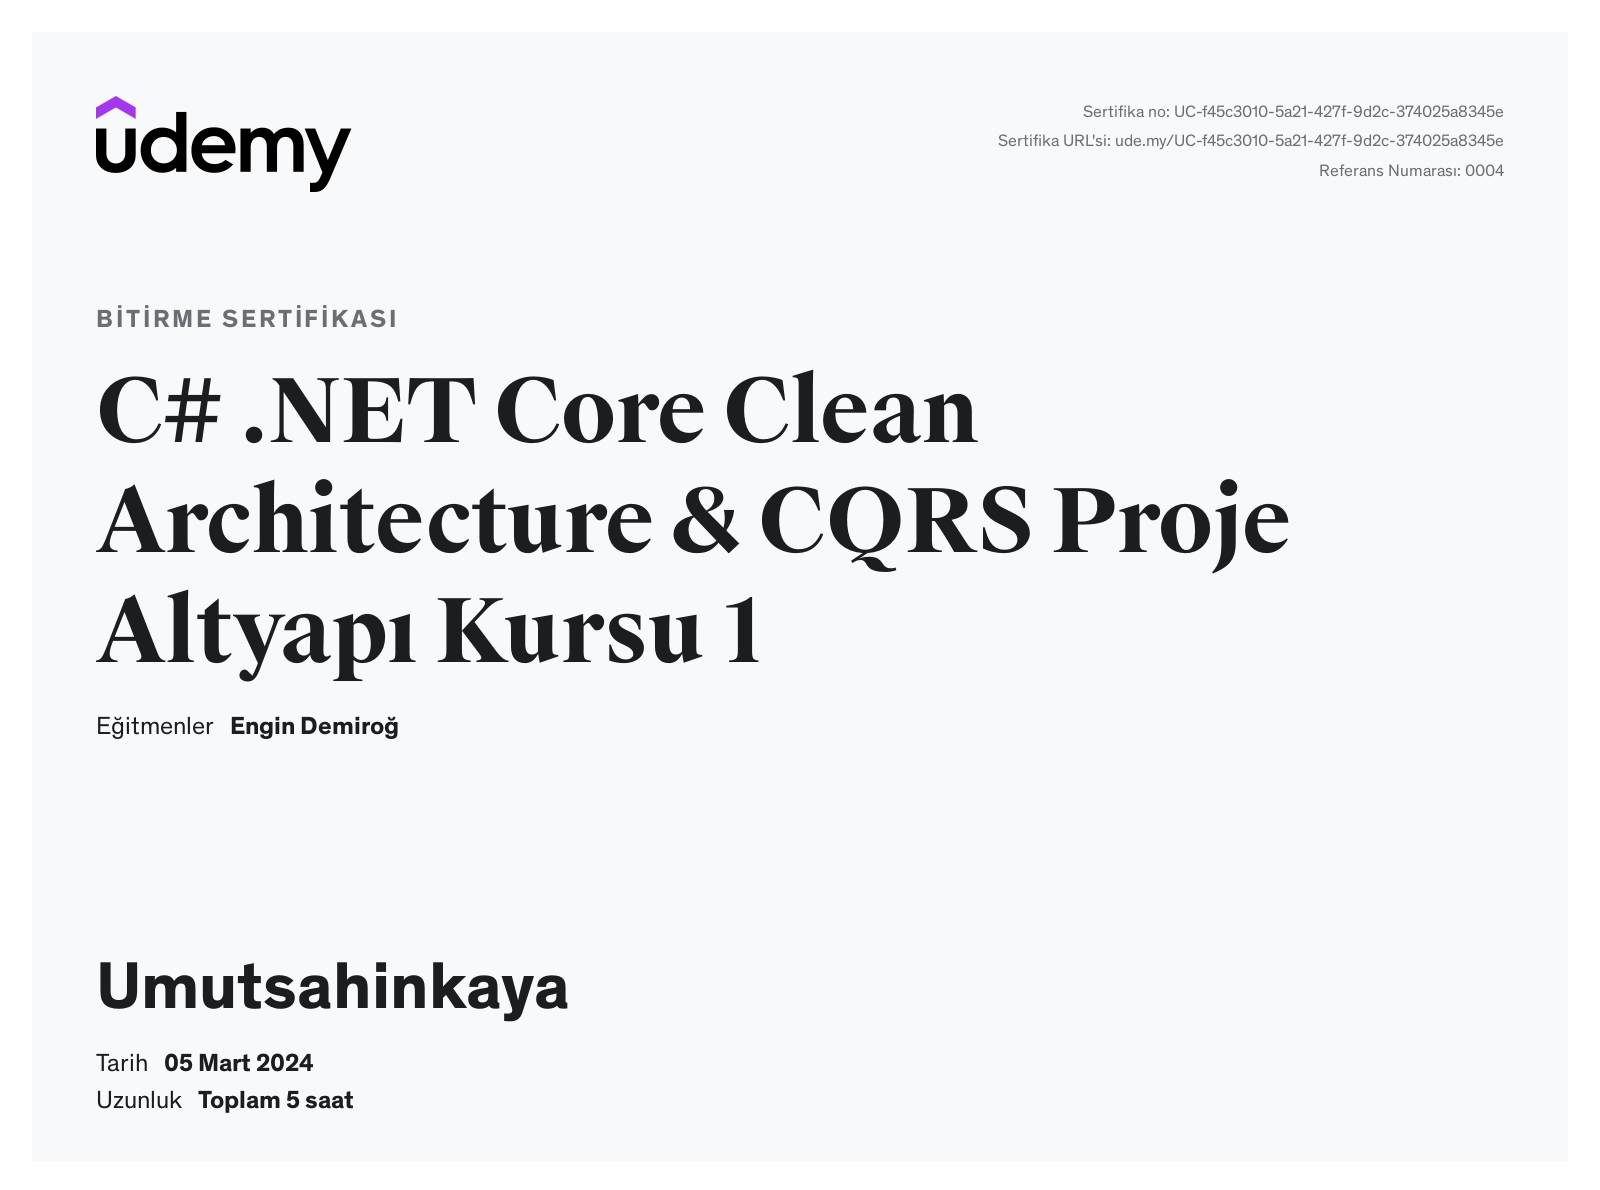 udemy
Sertifika no: UC-f45c3010-5a21-427f-9d2c-374025a8345e
Sertifika URL'si: ude.my/UC-f45c3010-5a21-427f-9d2c-374025a8345e
Referans Numarası: 0004
BİTİRME SERTİFİKASI
C# .NET Core Clean
Architecture & CQRS Proje
Altyapı Kursu 1
Eğitmenler Engin Demiroğ
Umutsahinkaya
Tarih 05 Mart 2024
Uzunluk Toplam 5 saat